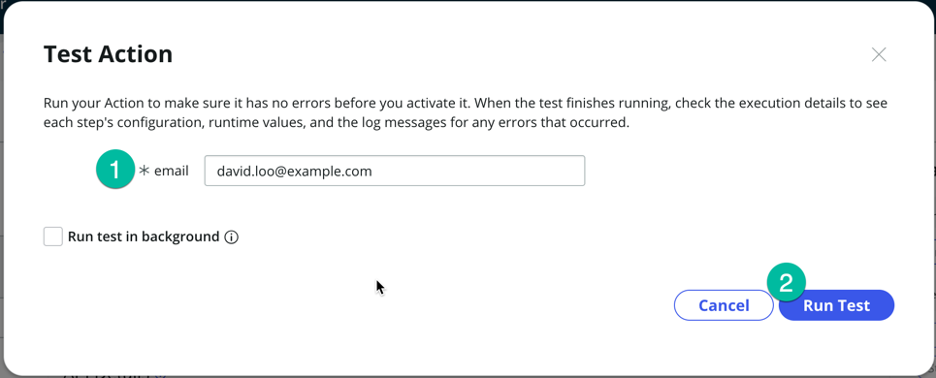 Test Action
Run your Action to make sure it has no errors before you activate it. When the test finishes running, check the execution details to see
each step's configuration, runtime values, and the log messages for any errors that occurred.
1 * email david.loo@example.com
Run test in background
2
Cancel Run Test